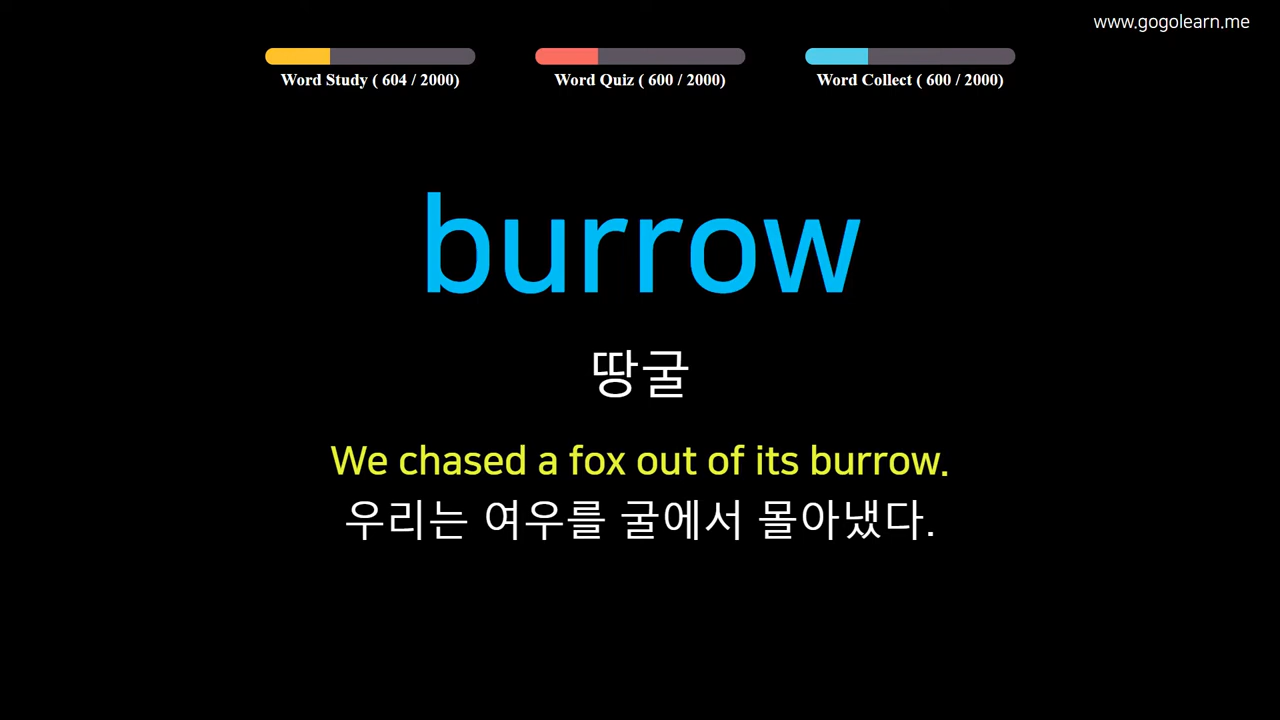 www.gogolearn.me
Word Study ( 604 / 2000)
Word Quiz ( 600 / 2000)
Word Collect ( 600 / 2000)
burrow
땅굴
We chased a fox out of its burrow.
우리는 여우를 굴에서 몰아냈다.